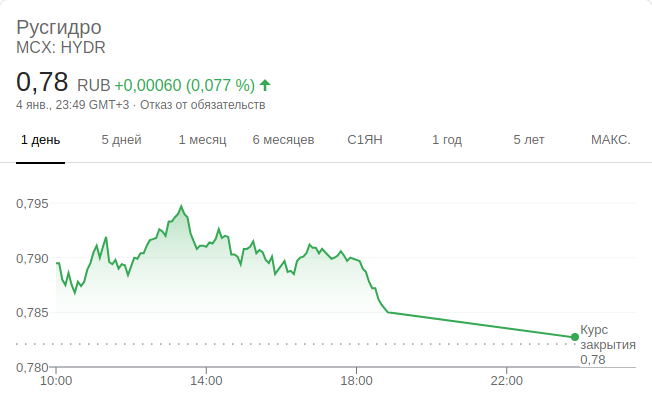 Русгидро
MCX: HYDR
0,78 RUB +0,00060 (0,077 %)
4 янв., 23:49 GMT+3 · Отказ от обязательств
1 день 5 дней 1 месяц 6 месяцев С1ЯН 1 год 5 лет МАКС.
0,795
0,790
0,785
0,780
Курс
закрытия
0,78
10:00 14:00 18:00 22:00